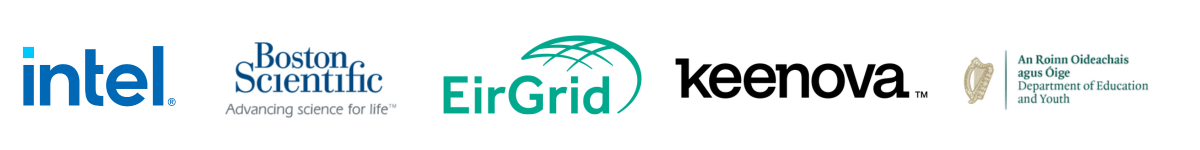 intel®
Boston
Scientific
Advancing science for life™
EirGrid
keenova™
An Roinn Oideachais
agus Óige
Department of Education
and Youth